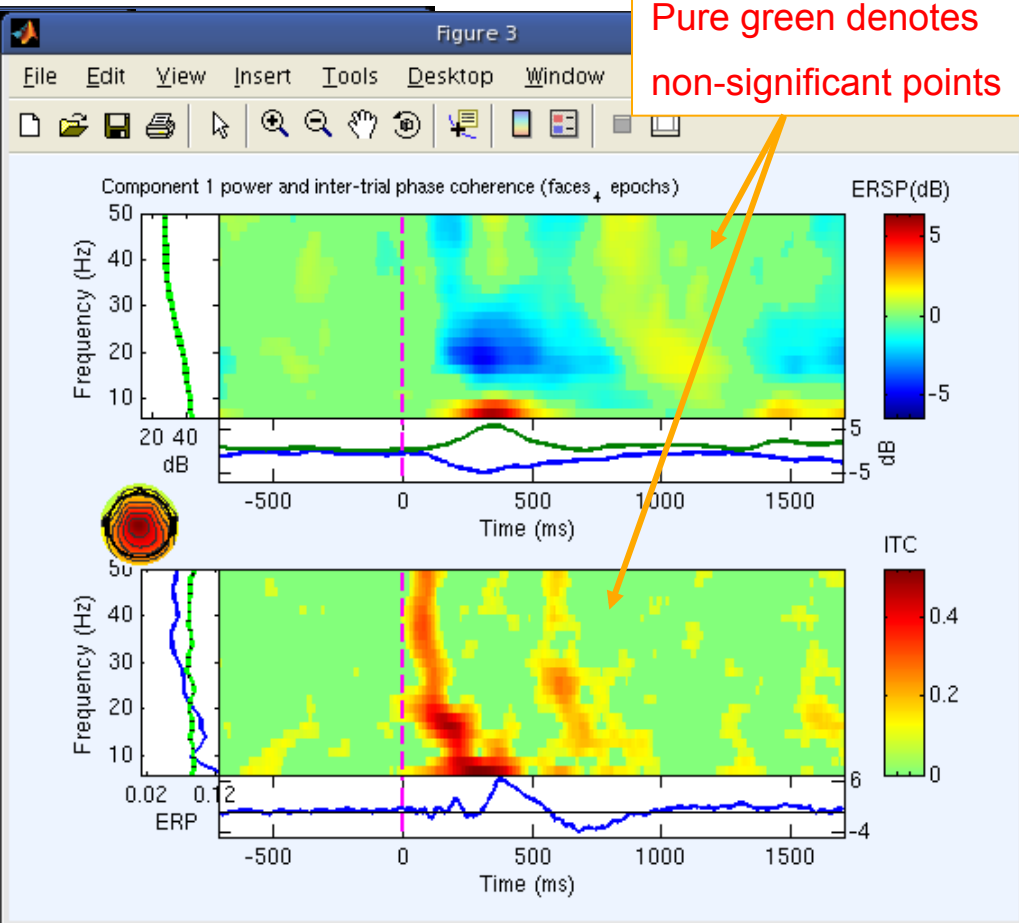 Pure green denotes
non-significant points
Figure 3
File Edit View Insert Tools Desktop Window
Component 1 power and inter-trial phase coherence (faces_4 epochs)
ERSP(dB)
50
40
30
20
10
Frequency (Hz)
5
0
-5
20 40
dB
5
-5
dB
-500 0 500 1000 1500
Time (ms)
ITC
50
40
30
20
10
Frequency (Hz)
0.4
0.2
0
0.02 0.12
ERP
6
-4
-500 0 500 1000 1500
Time (ms)